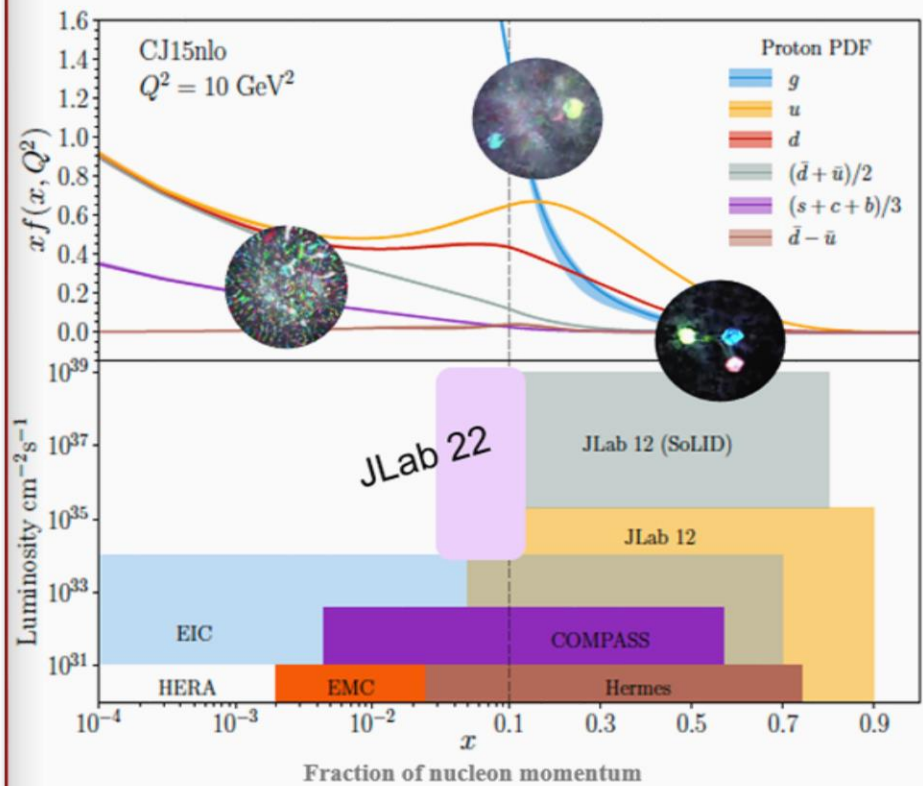 CJ15nlo
Q² = 10 GeV²
x f(x, Q²)
1.6
1.4
1.2
1.0
0.8
0.6
0.4
0.2
0.0
Proton PDF
g
u
d
(d̄ + ū)/2
(s + c + b)/3
d̄ − ū
Luminosity cm⁻²s⁻¹
10³⁹
10³⁷
10³⁵
10³³
10³¹
JLab 22
JLab 12 (SoLID)
JLab 12
EIC
COMPASS
HERA
EMC
Hermes
10⁻⁴ 10⁻³ 10⁻² 0.1 0.3 0.5 0.7 0.9
x
Fraction of nucleon momentum